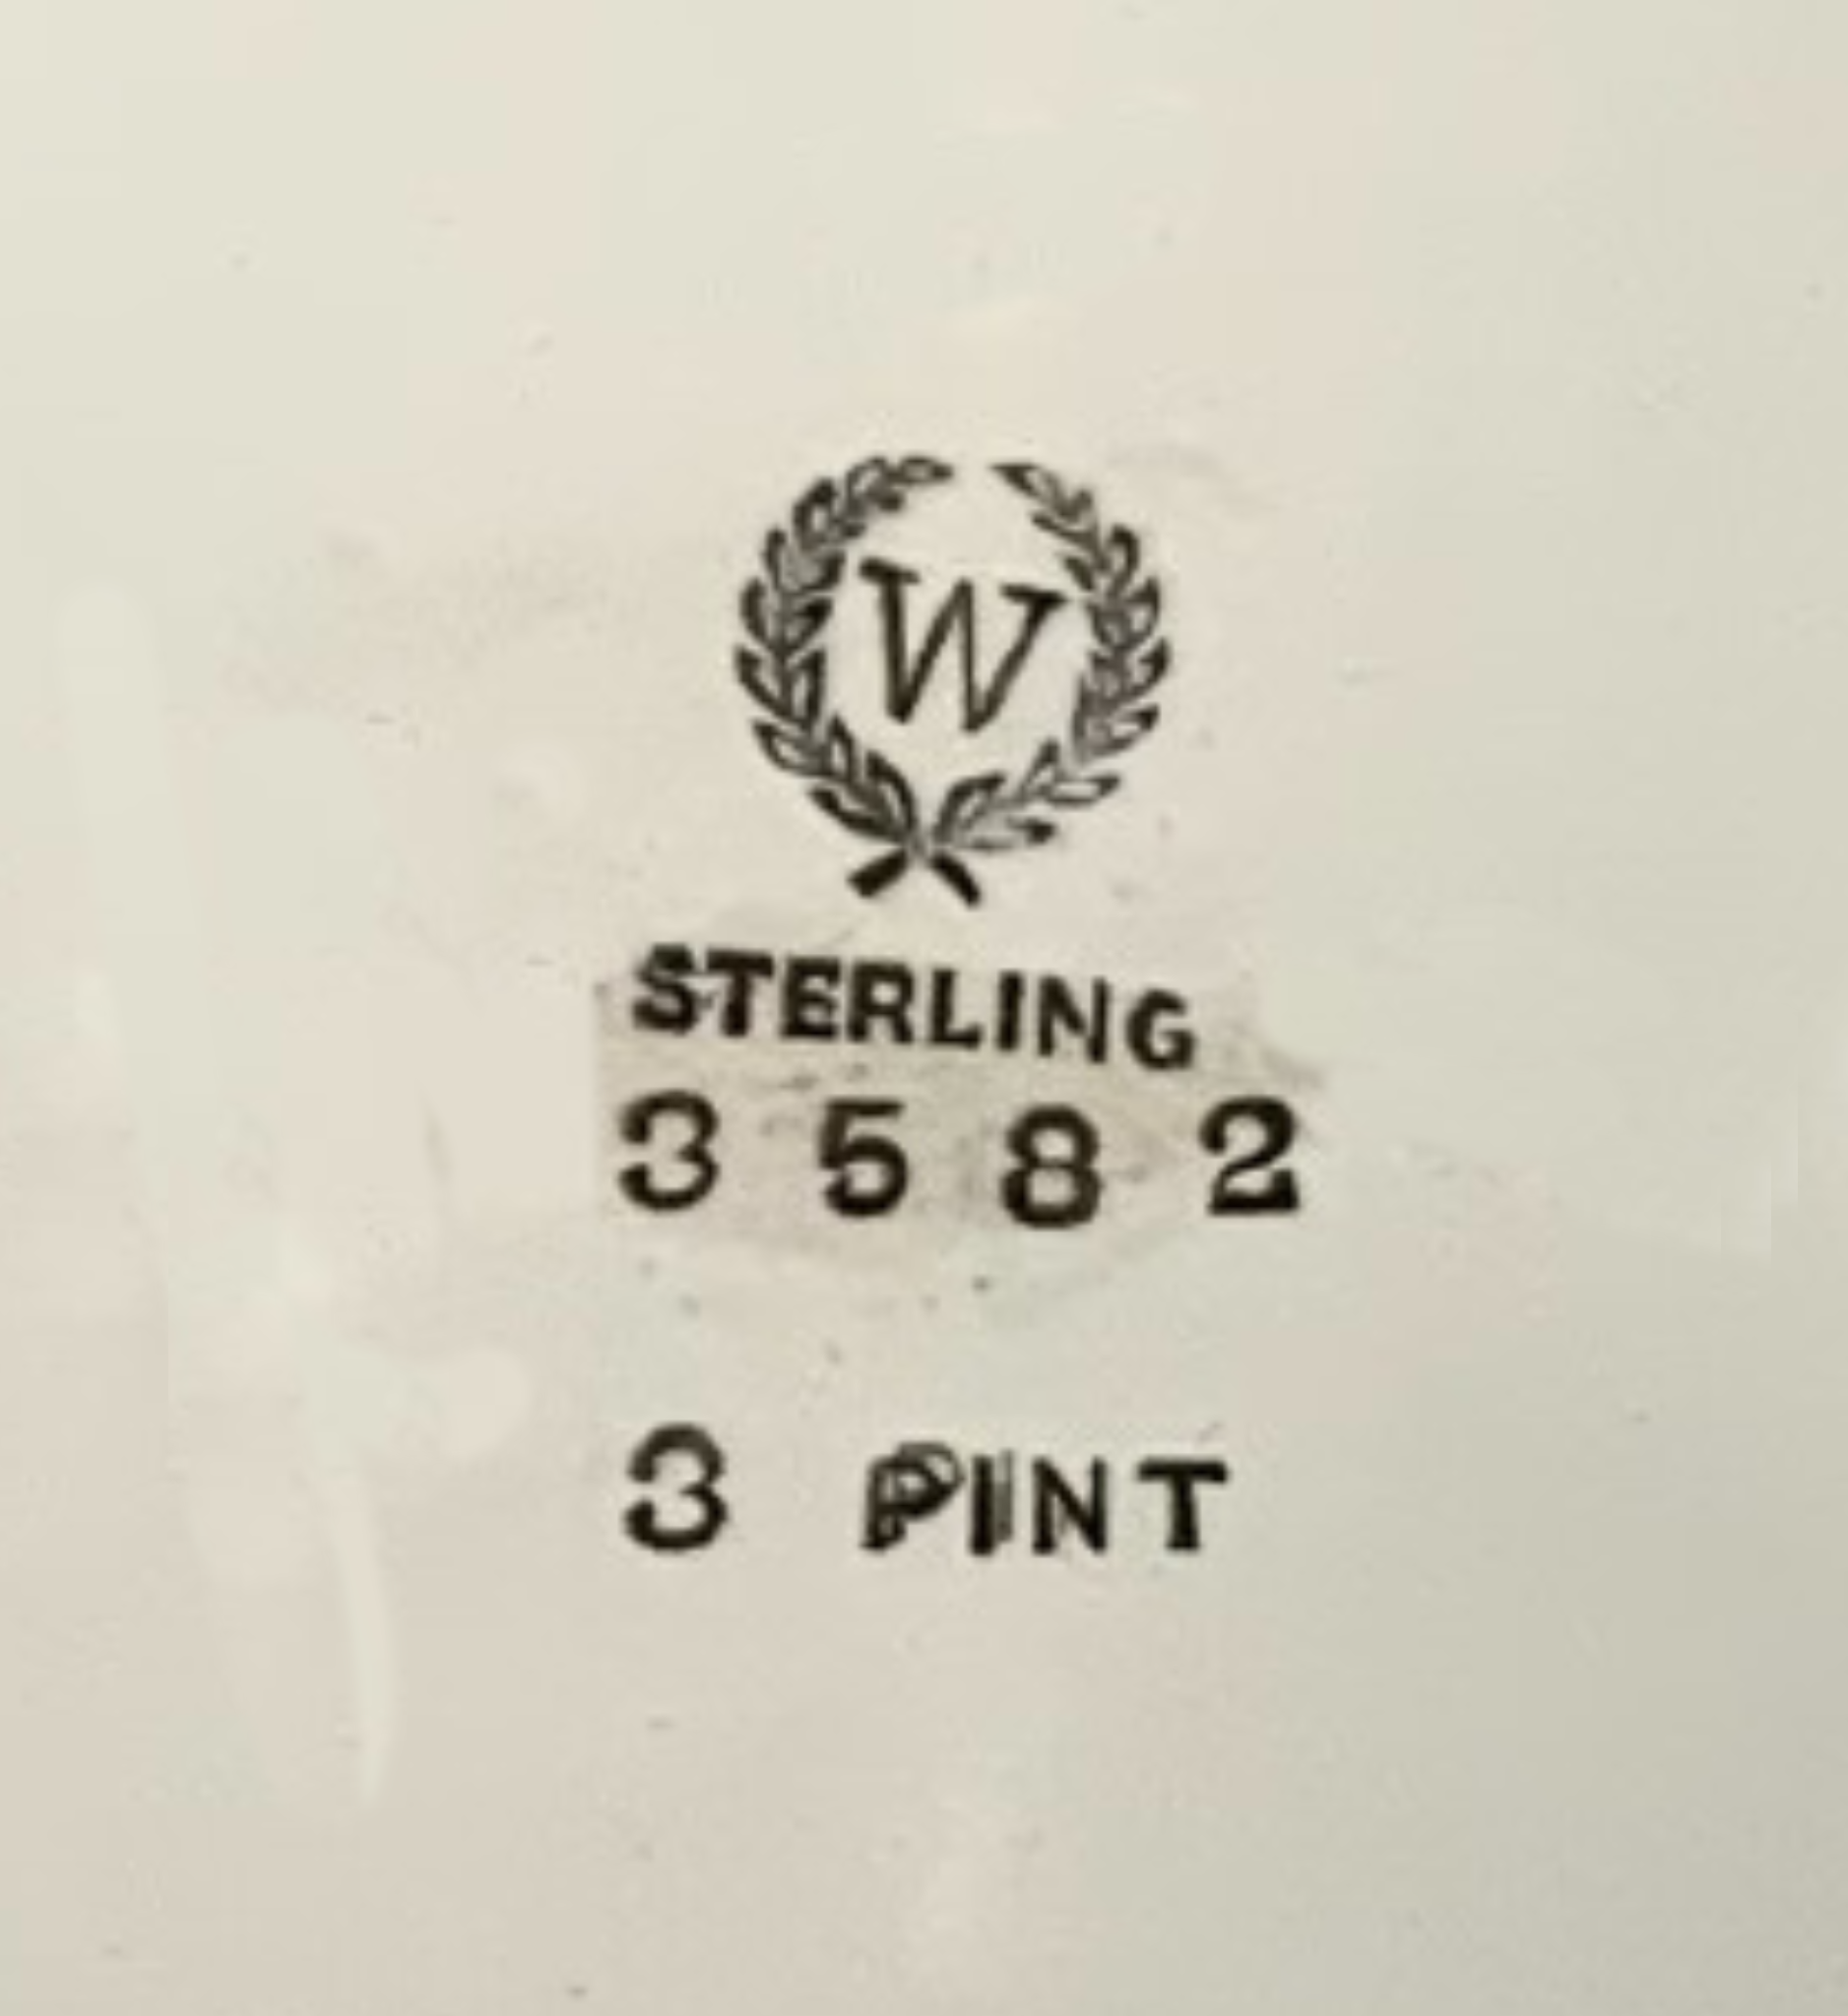 W
STERLING
3582
3 PINT